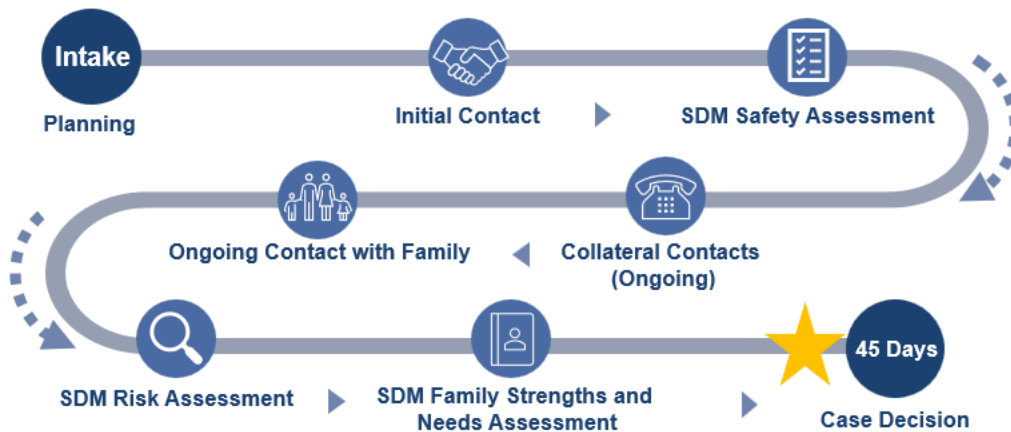 Intake
Planning
Initial Contact
SDM Safety Assessment
Ongoing Contact with Family
Collateral Contacts
(Ongoing)
SDM Risk Assessment
SDM Family Strengths and
Needs Assessment
45 Days
Case Decision